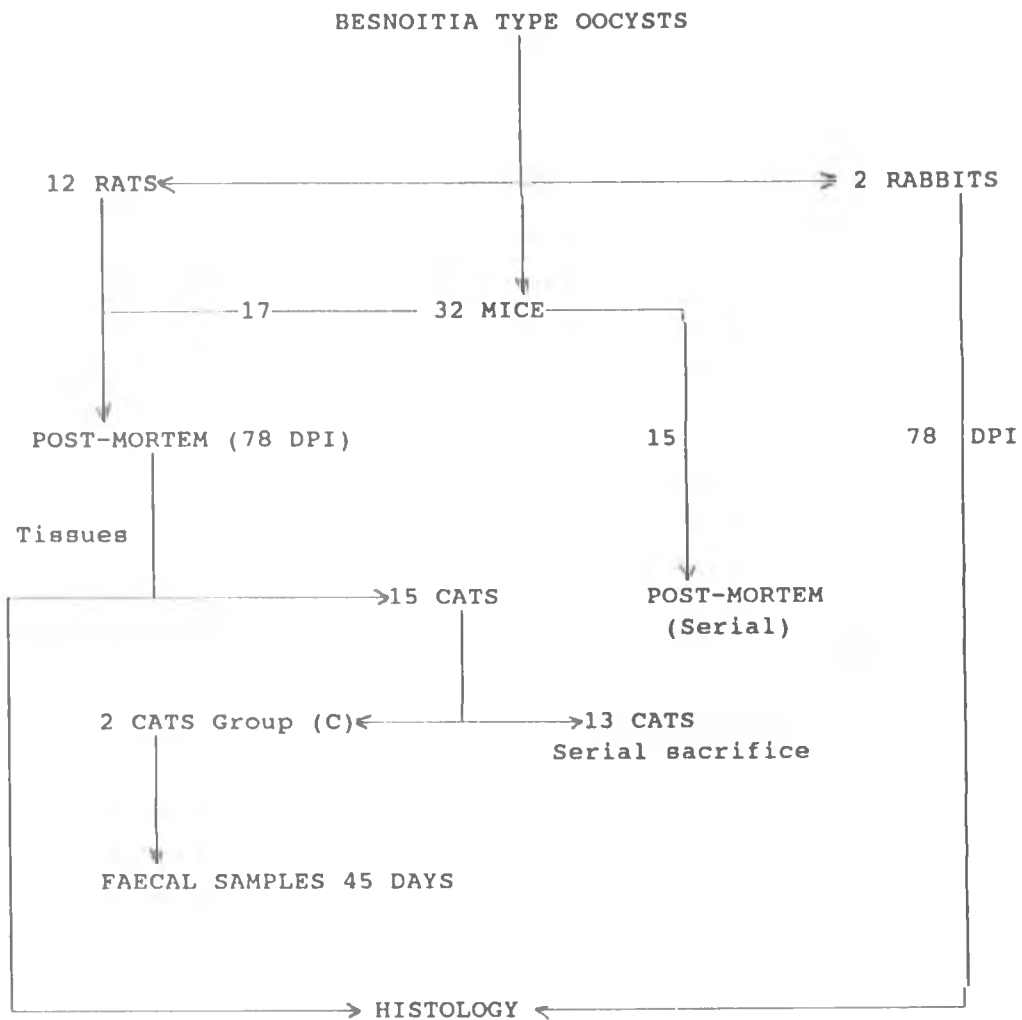 BESNOITIA TYPE OOCYSTS
12 RATS
2 RABBITS
17
32 MICE
POST-MORTEM (78 DPI)
15
78 DPI
Tissues
15 CATS
POST-MORTEM
(Serial)
2 CATS Group (C)
13 CATS
Serial sacrifice
FAECAL SAMPLES 45 DAYS
HISTOLOGY